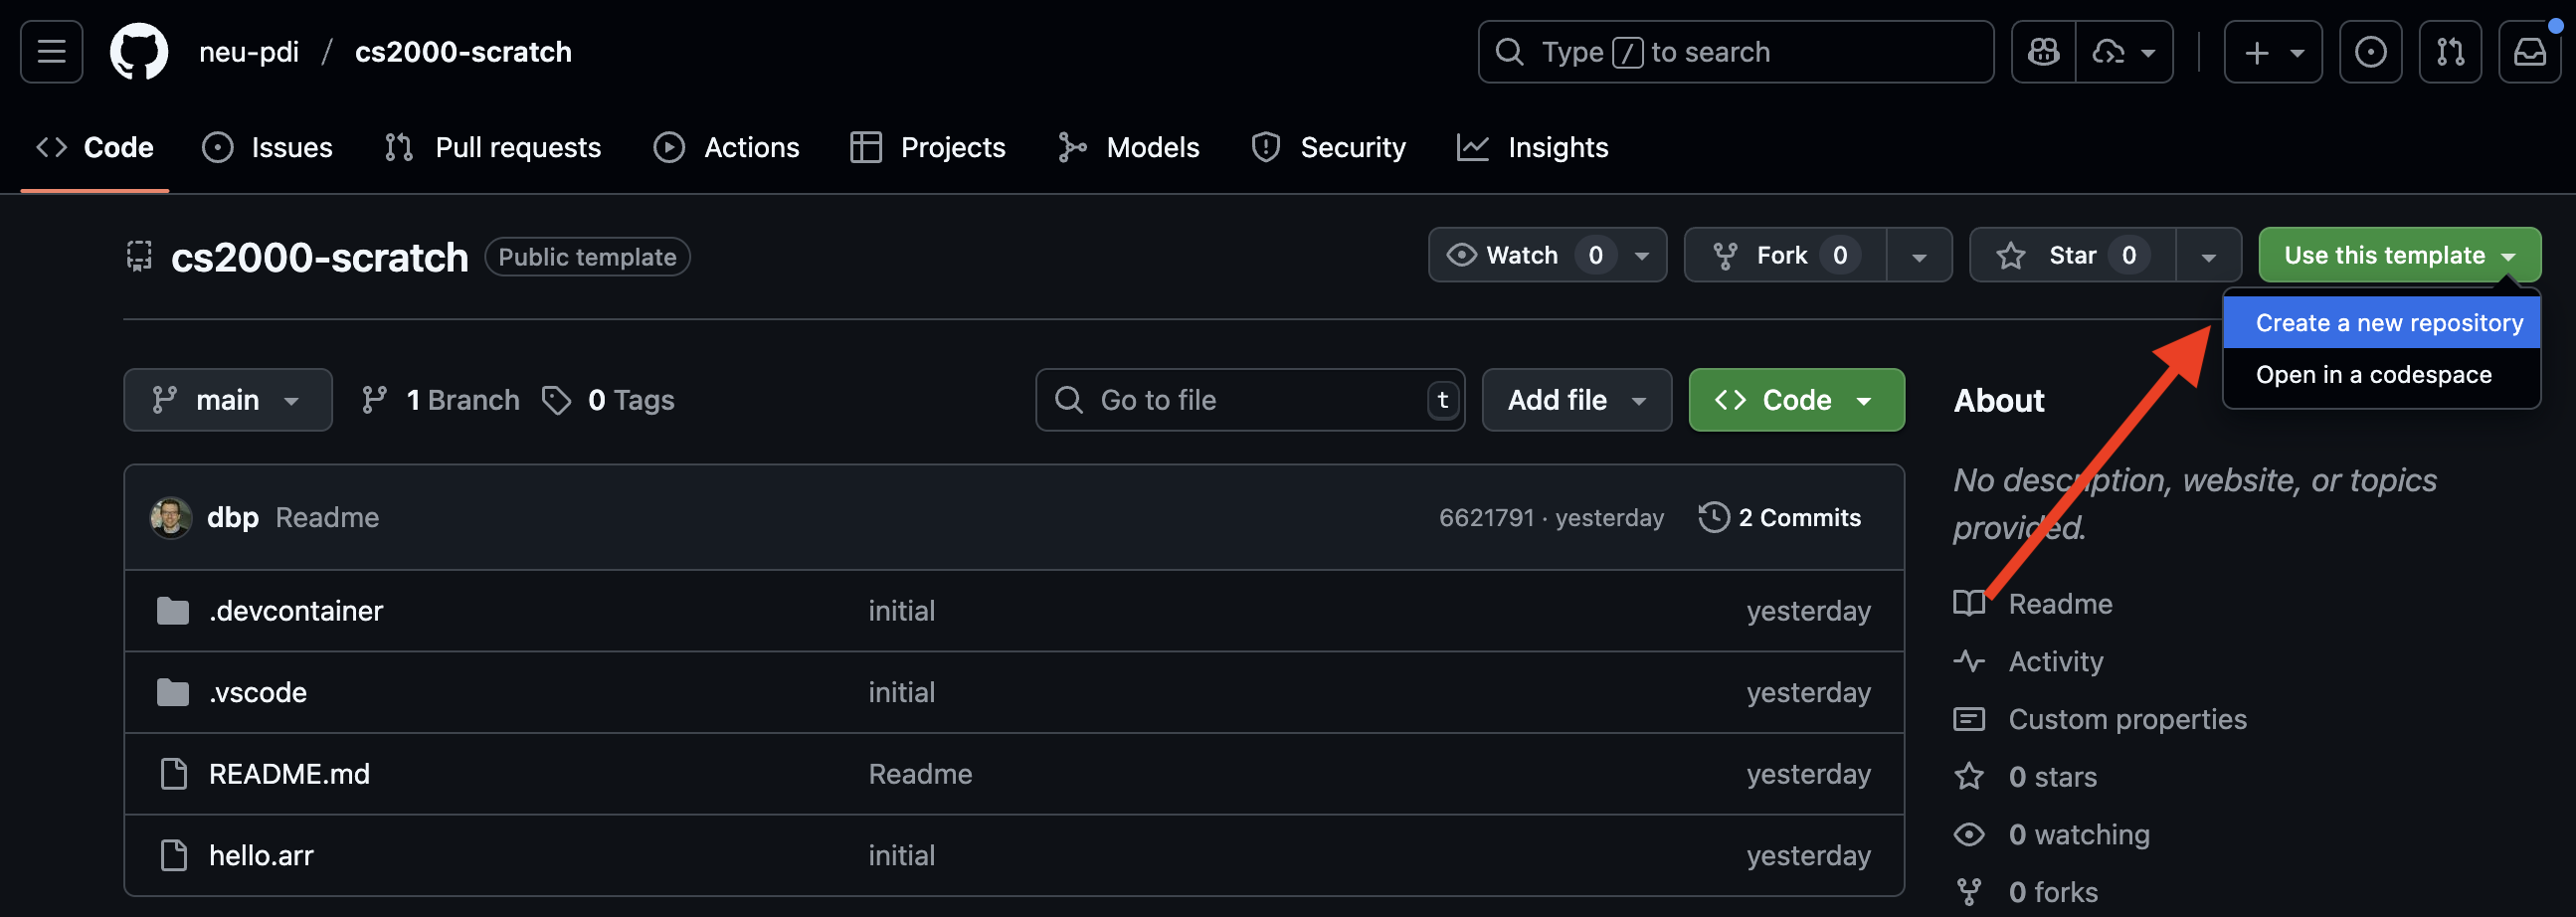 neu-pdi / cs2000-scratch
Type / to search
Code Issues Pull requests Actions Projects Models Security Insights
cs2000-scratch Public template
Watch 0 Fork 0 Star 0 Use this template
Create a new repository
Open in a codespace
main 1 Branch 0 Tags Go to file t Add file Code
About
No description, website, or topics
provided.
dbp Readme 6621791 · yesterday 2 Commits
.devcontainer initial yesterday
.vscode initial yesterday
README.md Readme yesterday
hello.arr initial yesterday
Readme
Activity
Custom properties
0 stars
0 watching
0 forks